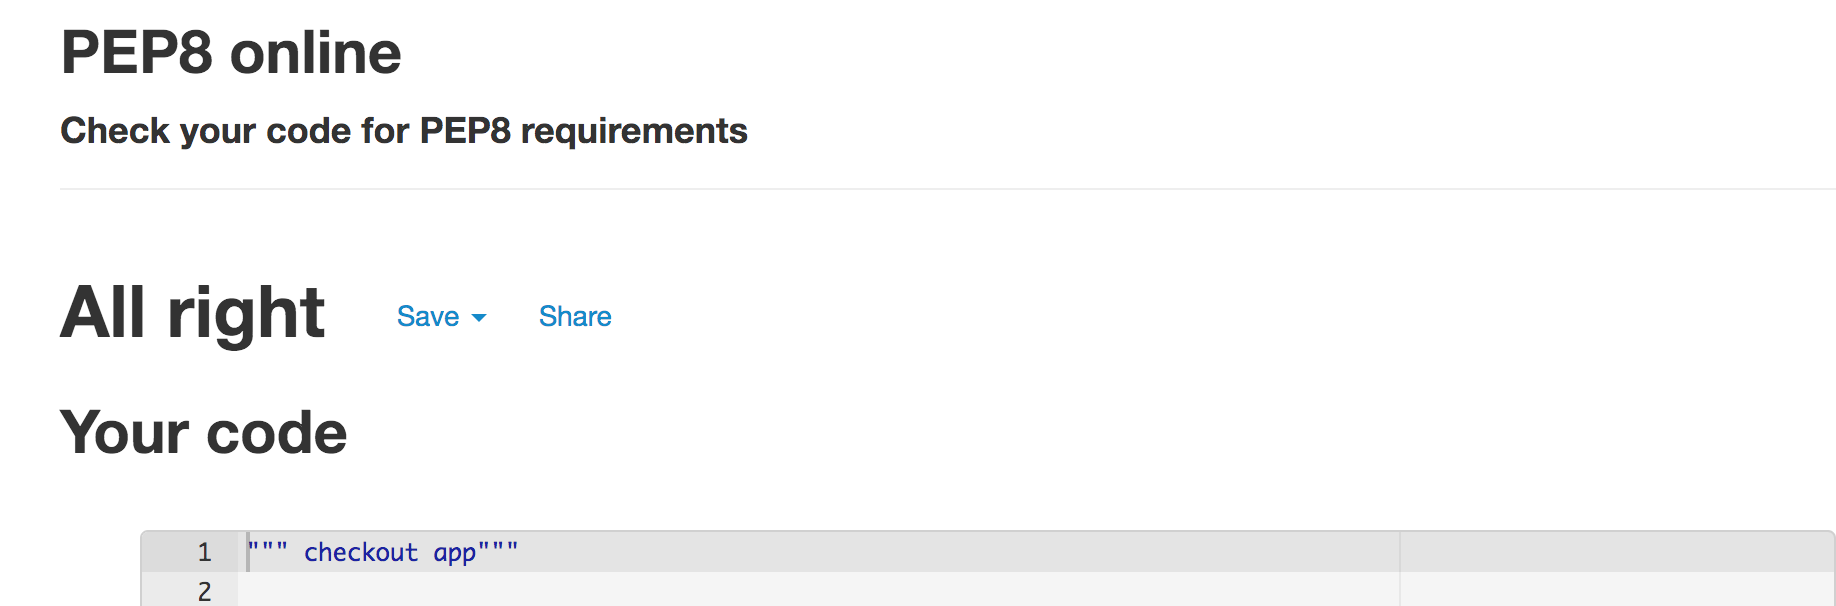 PEP8 online
Check your code for PEP8 requirements
All right Save Share
Your code
1 """ checkout app"""
2